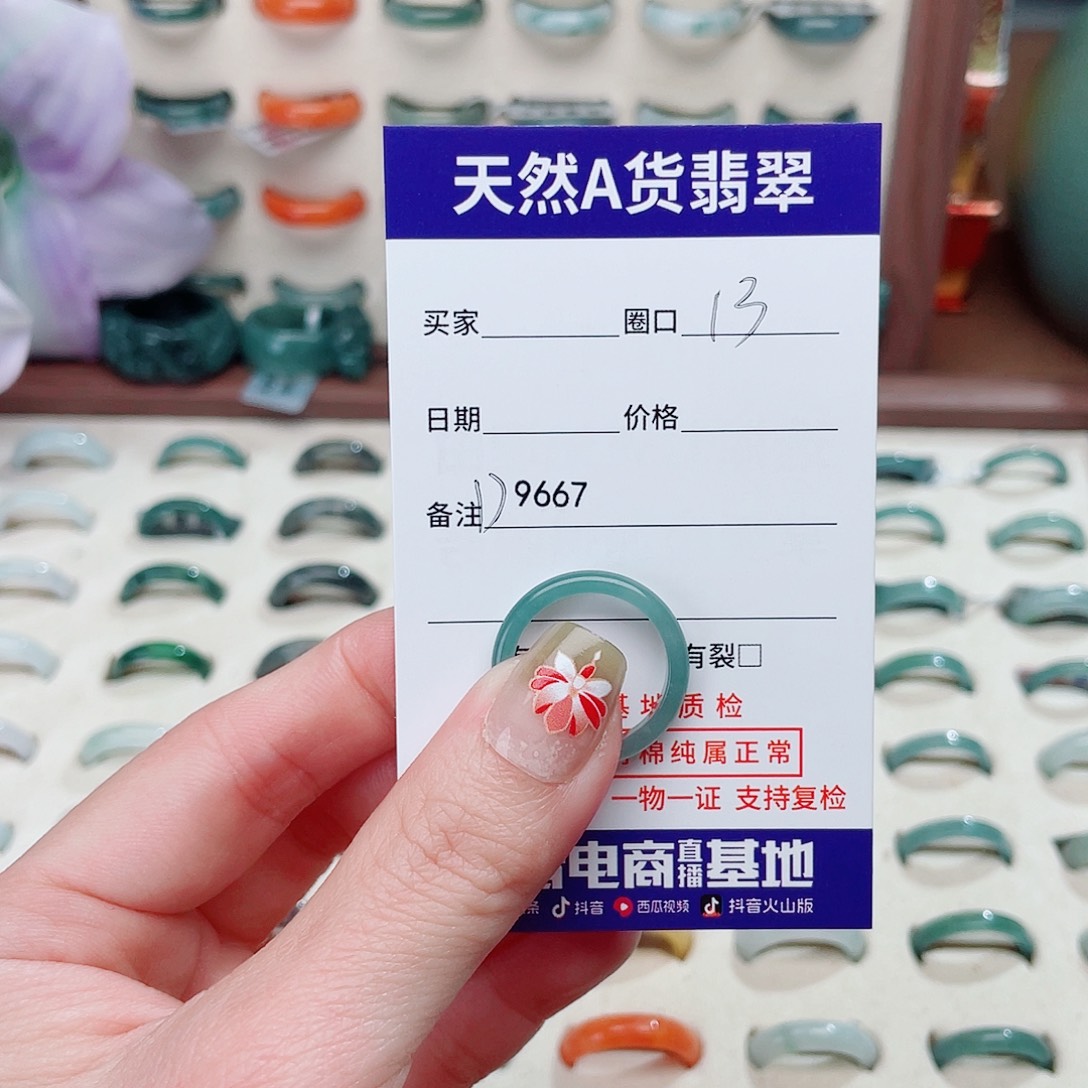 天然A货翡翠
买家 圈口 13
日期 价格
备注 1) 9667
有裂□
基地质检
棉纯属正常
一物一证 支持复检
电商直播基地
条 抖音 西瓜视频 抖音火山版